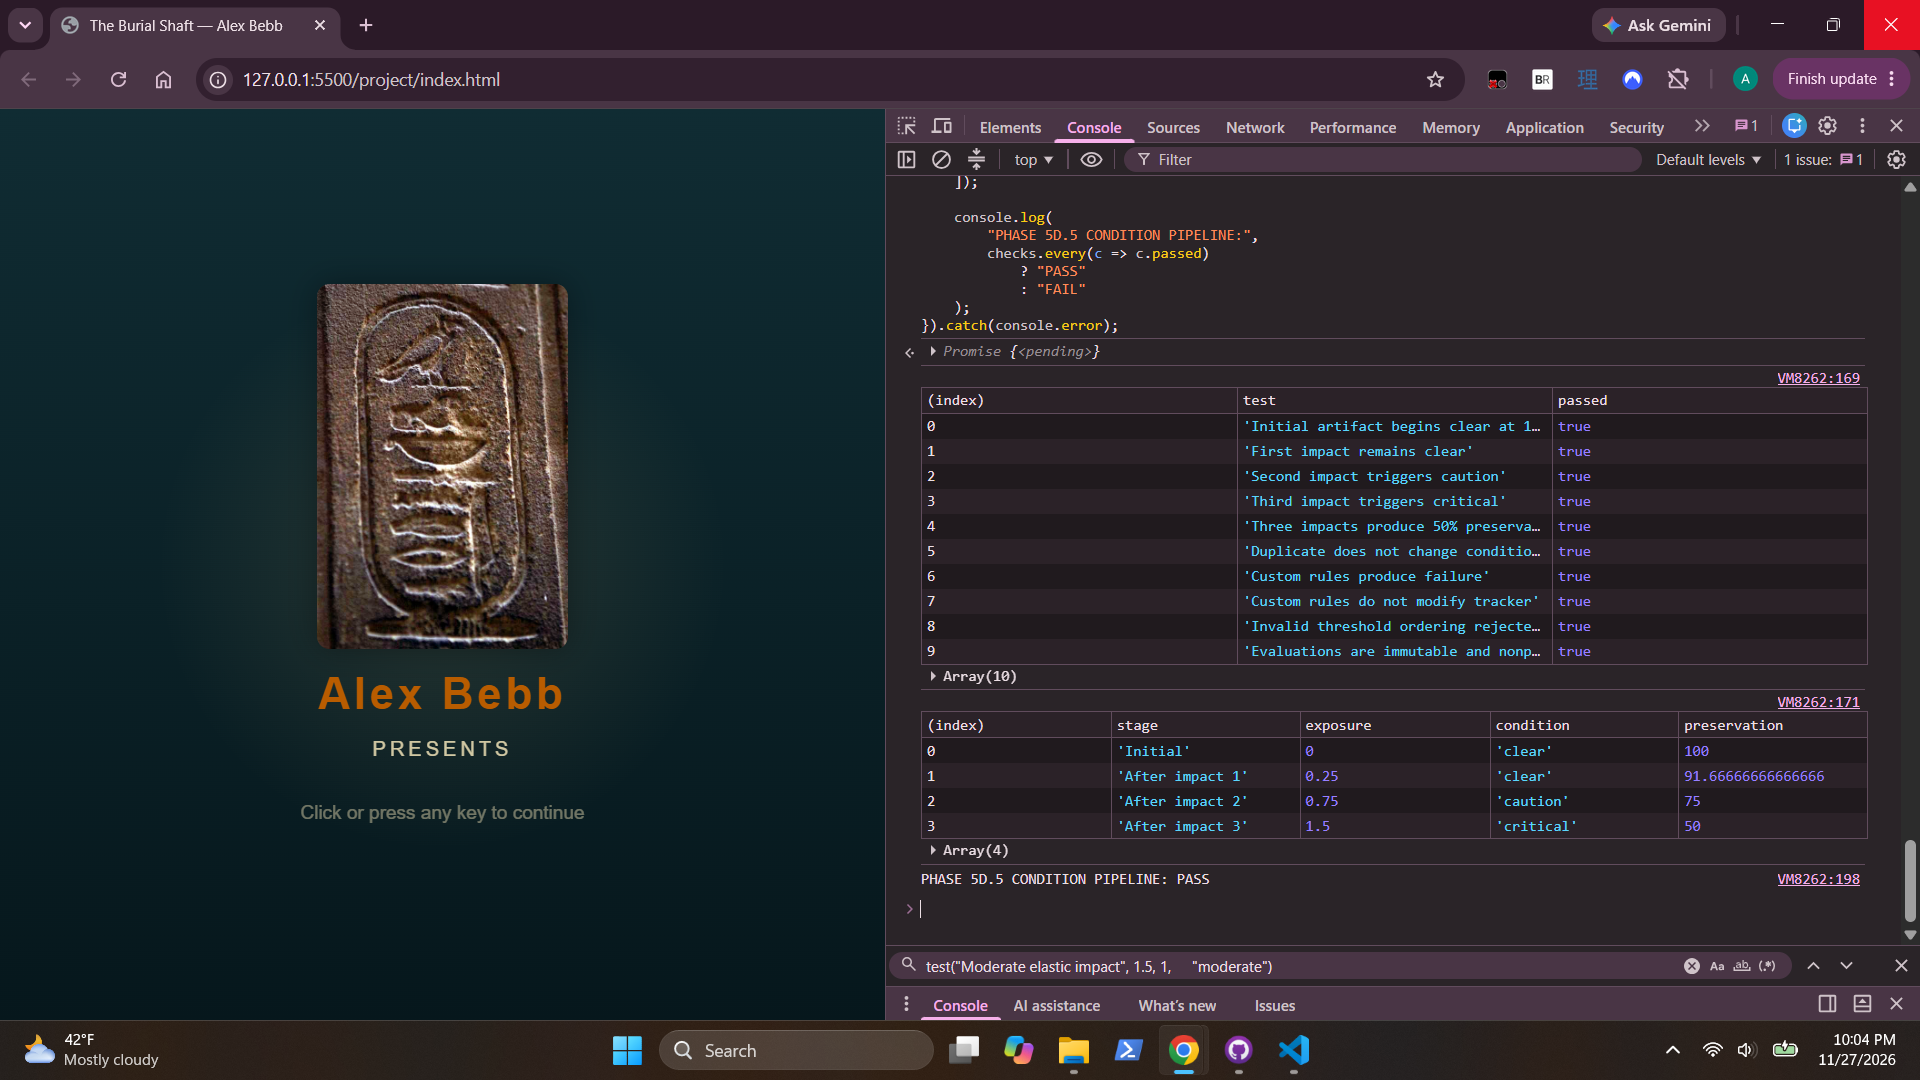 The Burial Shaft — Alex Bebb
Ask Gemini
127.0.0.1:5500/project/index.html
BR
理
A
Finish update
Elements Console Sources Network Performance Memory Application Security
1
top
Filter
Default levels
1 issue: 1
]);
console.log(
"PHASE 5D.5 CONDITION PIPELINE:",
checks.every(c => c.passed)
? "PASS"
: "FAIL"
);
}).catch(console.error);
Promise {<pending>}
VM8262:169
(index) test passed
0 'Initial artifact begins clear at 1… true
1 'First impact remains clear' true
2 'Second impact triggers caution' true
3 'Third impact triggers critical' true
4 'Three impacts produce 50% preserva… true
5 'Duplicate does not change conditio… true
6 'Custom rules produce failure' true
7 'Custom rules do not modify tracker' true
8 'Invalid threshold ordering rejecte… true
9 'Evaluations are immutable and nonp… true
Array(10)
VM8262:171
(index) stage exposure condition preservation
0 'Initial' 0 'clear' 100
1 'After impact 1' 0.25 'clear' 91.66666666666666
2 'After impact 2' 0.75 'caution' 75
3 'After impact 3' 1.5 'critical' 50
Array(4)
PHASE 5D.5 CONDITION PIPELINE: PASS VM8262:198
test("Moderate elastic impact", 1.5, 1, "moderate")
Aa ab (.*)
Console AI assistance What's new Issues
Alex Bebb
PRESENTS
Click or press any key to continue
42°F
Mostly cloudy
Search
10:04 PM
11/27/2026